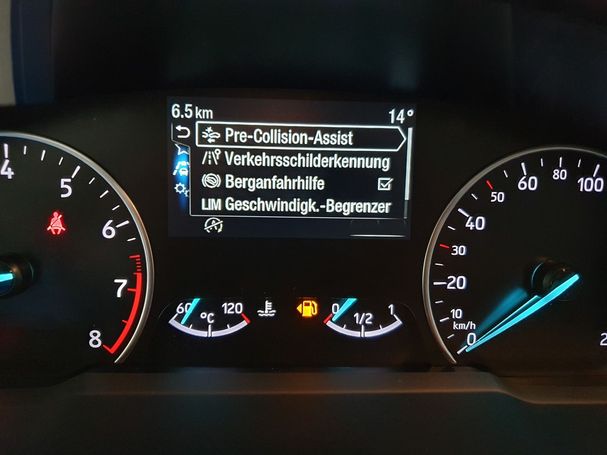 6.5 km 14°
Pre-Collision-Assist
Verkehrsschilderkennung
Berganfahrhilfe
LIM Geschwindigk.-Begrenzer
4 5 6 7 8
60 120
°C
0 1/2 1
0 10 20 30 40 50 60 80 100
km/h